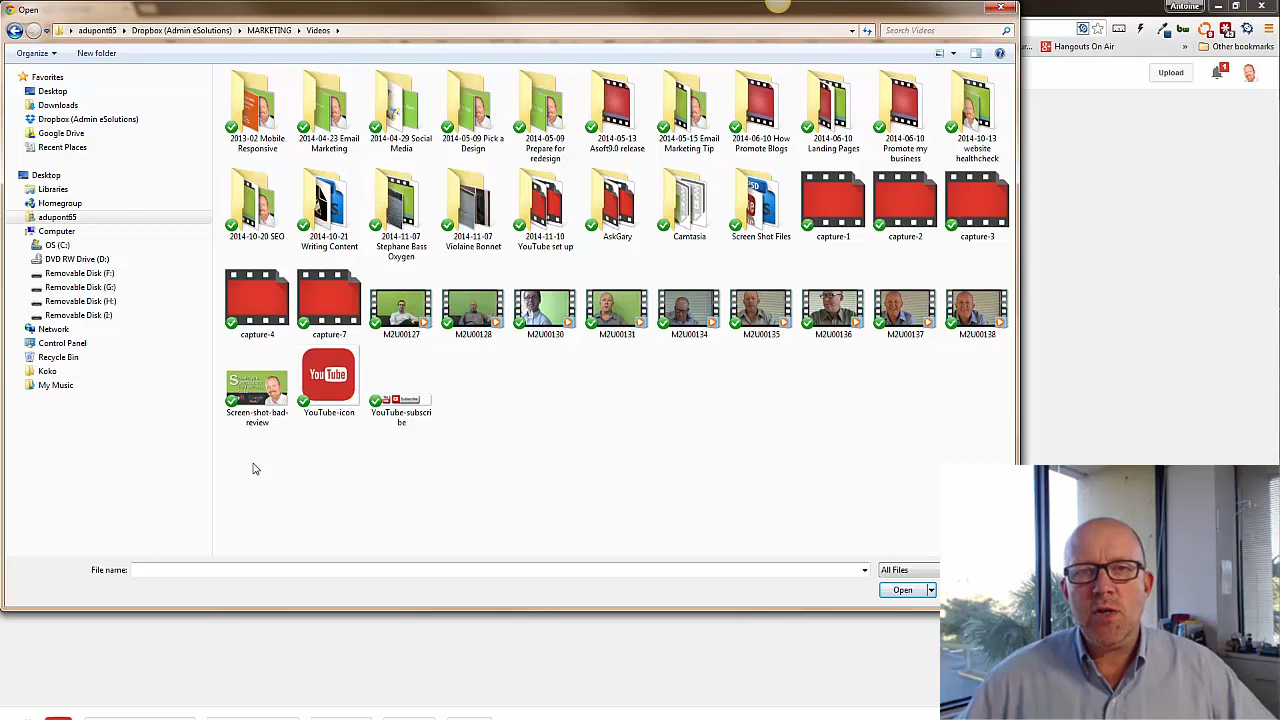 Open
Antoine
adupont65 Dropbox (Admin eSolutions) MARKETING Videos
Search Videos
Organize
New folder
Hangouts On Air
Other bookmarks
Upload
1
Favorites
Desktop
Downloads
Dropbox (Admin eSolutions)
Google Drive
Recent Places
Desktop
Libraries
Homegroup
adupont65
Computer
OS (C:)
DVD RW Drive (D:)
Removable Disk (F:)
Removable Disk (G:)
Removable Disk (H:)
Removable Disk (I:)
Network
Control Panel
Recycle Bin
Koko
My Music
2013-02 Mobile
Responsive
2014-04-23 Email
Marketing
2014-04-29 Social
Media
2014-05-09 Pick a
Design
2014-05-09
Prepare for
redesign
2014-05-13
Asoft9.0 release
2014-05-15 Email
Marketing Tip
2014-06-10 How
Promote Blogs
2014-06-10
Landing Pages
2014-06-10
Promote my
business
2014-10-13
website
healthcheck
2014-10-20 SEO
2014-10-21
Writing Content
2014-11-07
Stephane Bass
Oxygen
2014-11-07
Violaine Bonnet
2014-11-10
YouTube set up
AskGary
Camtasia
Screen Shot Files
capture-1
capture-2
capture-3
capture-4
capture-7
M2U00127
M2U00128
M2U00130
M2U00131
M2U00134
M2U00135
M2U00136
M2U00137
M2U00138
YouTube
Subscribe
Screen-shot-bad-
review
YouTube-icon
YouTube-subscri
be
File name:
All Files
Open